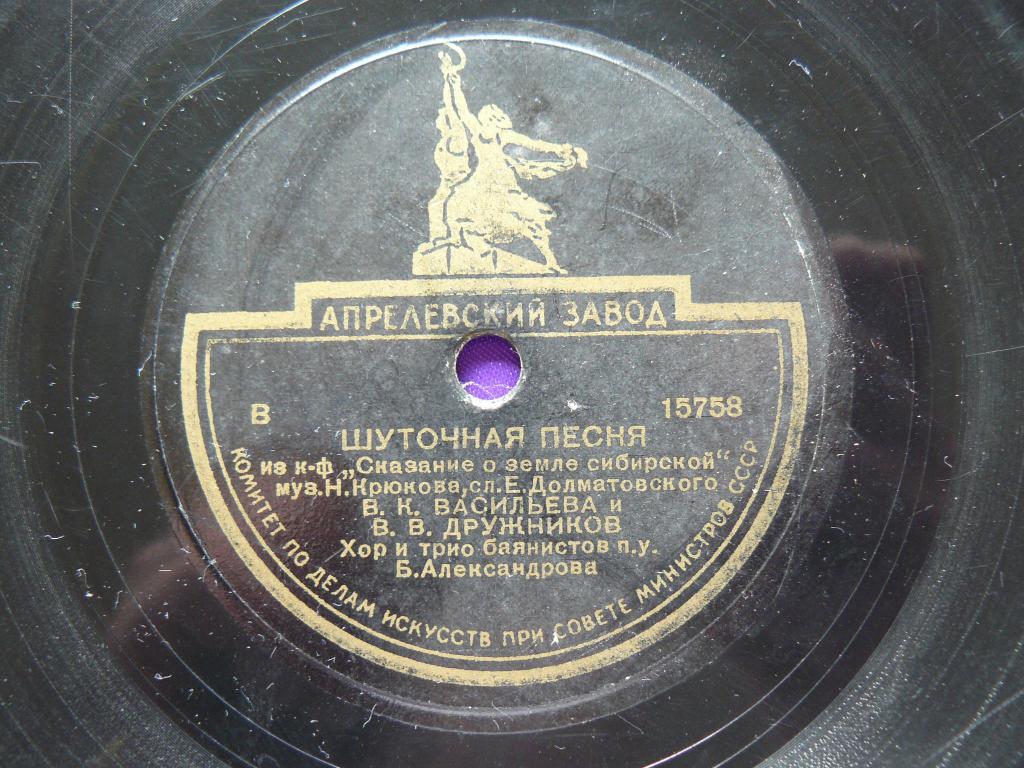 АПРЕЛЕВСКИЙ ЗАВОД
В 15758
ШУТОЧНАЯ ПЕСНЯ
из к-ф „Сказание о земле сибирской"
муз.Н.Крюкова,сл.Е.Долматовского
В. К. ВАСИЛЬЕВА и
В. В. ДРУЖНИКОВ
Хор и трио баянистов п.у.
Б.Александрова
КОМИТЕТ ПО ДЕЛАМ ИСКУССТВ ПРИ СОВЕТЕ МИНИСТРОВ СССР